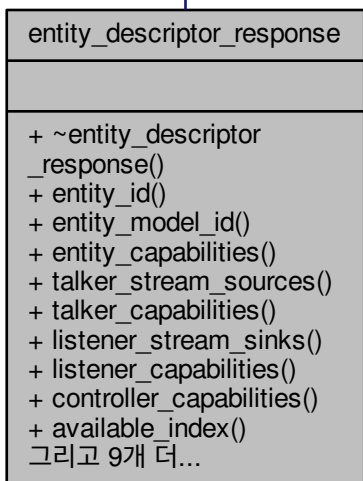 entity_descriptor_response
+ ~entity_descriptor
_response()
+ entity_id()
+ entity_model_id()
+ entity_capabilities()
+ talker_stream_sources()
+ talker_capabilities()
+ listener_stream_sinks()
+ listener_capabilities()
+ controller_capabilities()
+ available_index()
그리고 9개 더...